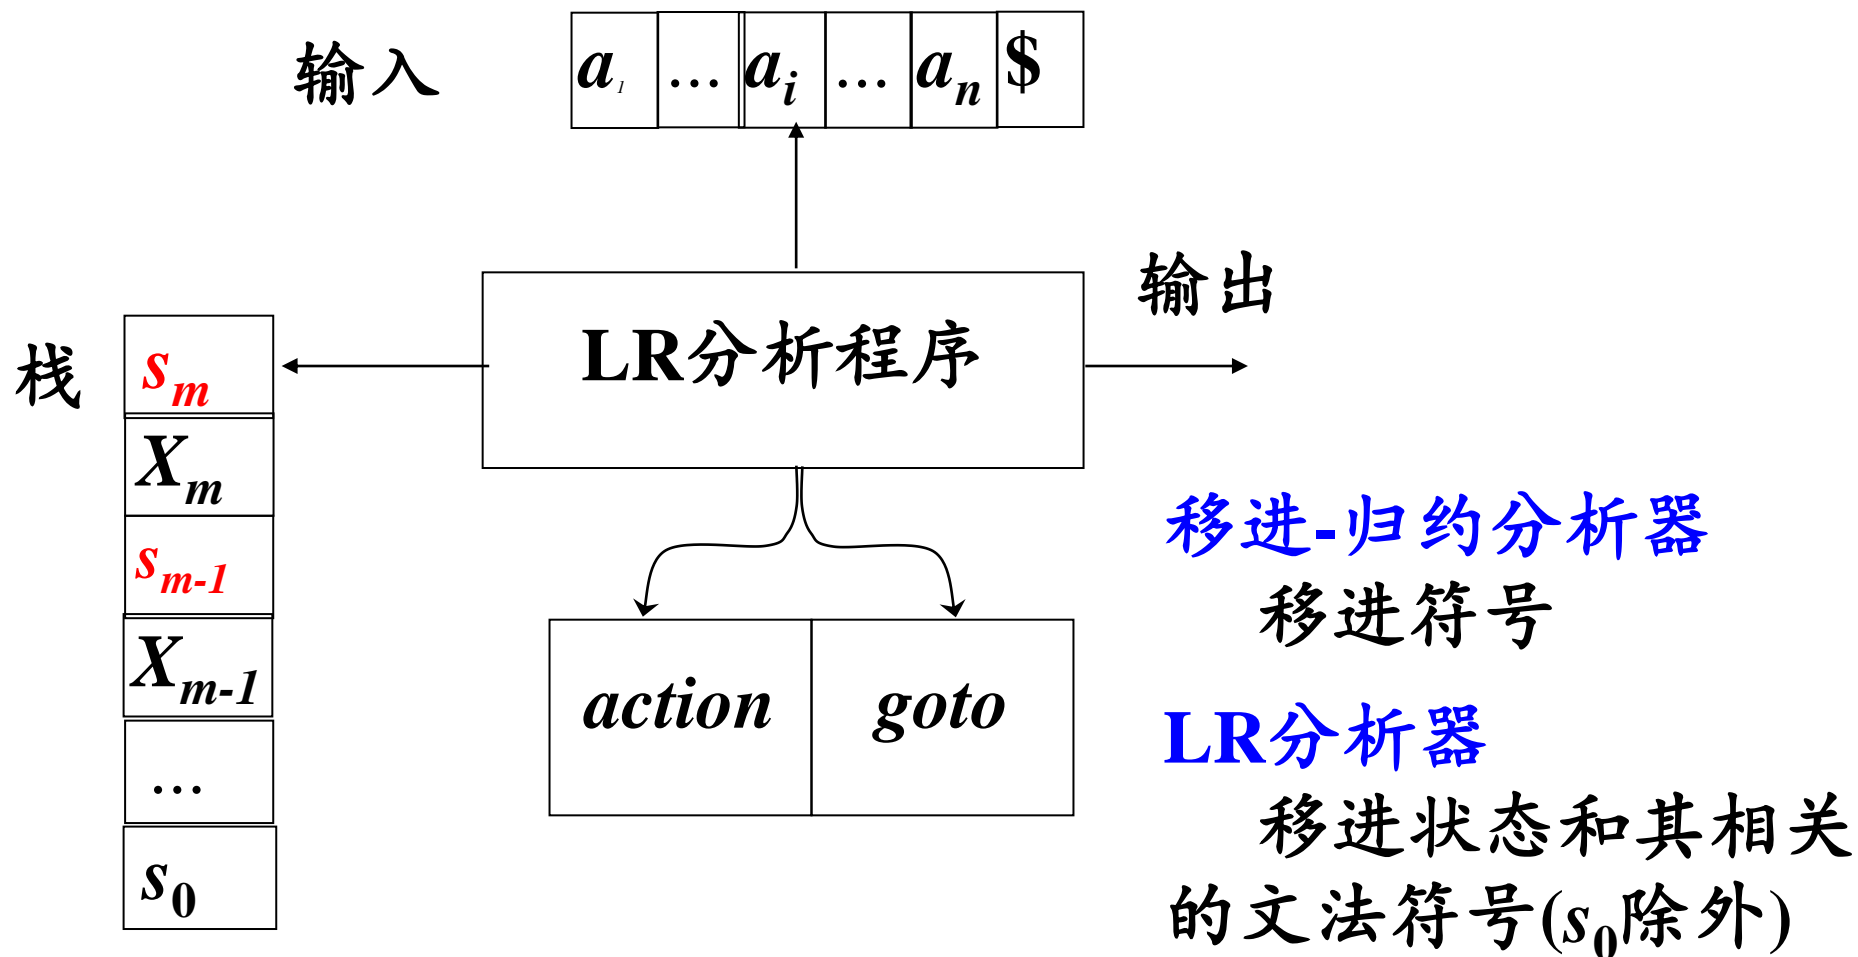 输入 a1 … ai … an $
输出
LR分析程序
栈
sm
Xm
sm-1
Xm-1
…
s0
action goto
移进-归约分析器
移进符号
LR分析器
移进状态和其相关
的文法符号(s0除外)